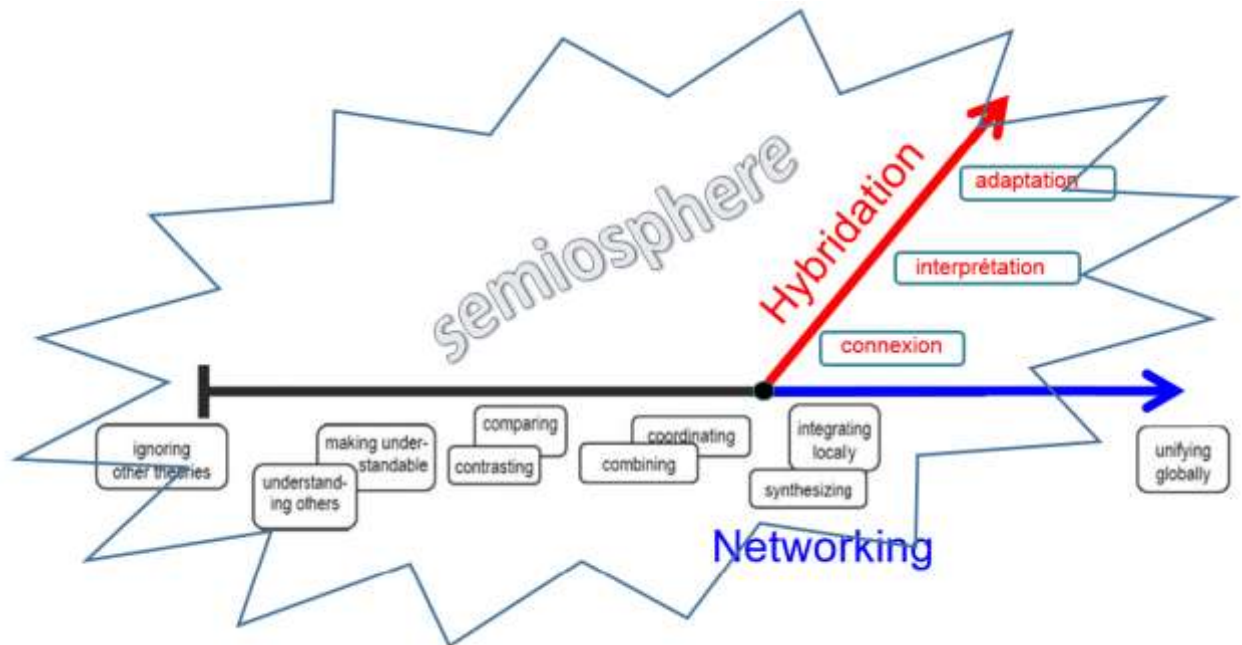 semiosphere
Hybridation
adaptation
interprétation
connexion
ignoring
other theories
understand-
ing others
making under-
standable
comparing
contrasting
coordinating
combining
integrating
localy
synthesizing
unifying
globally
Networking